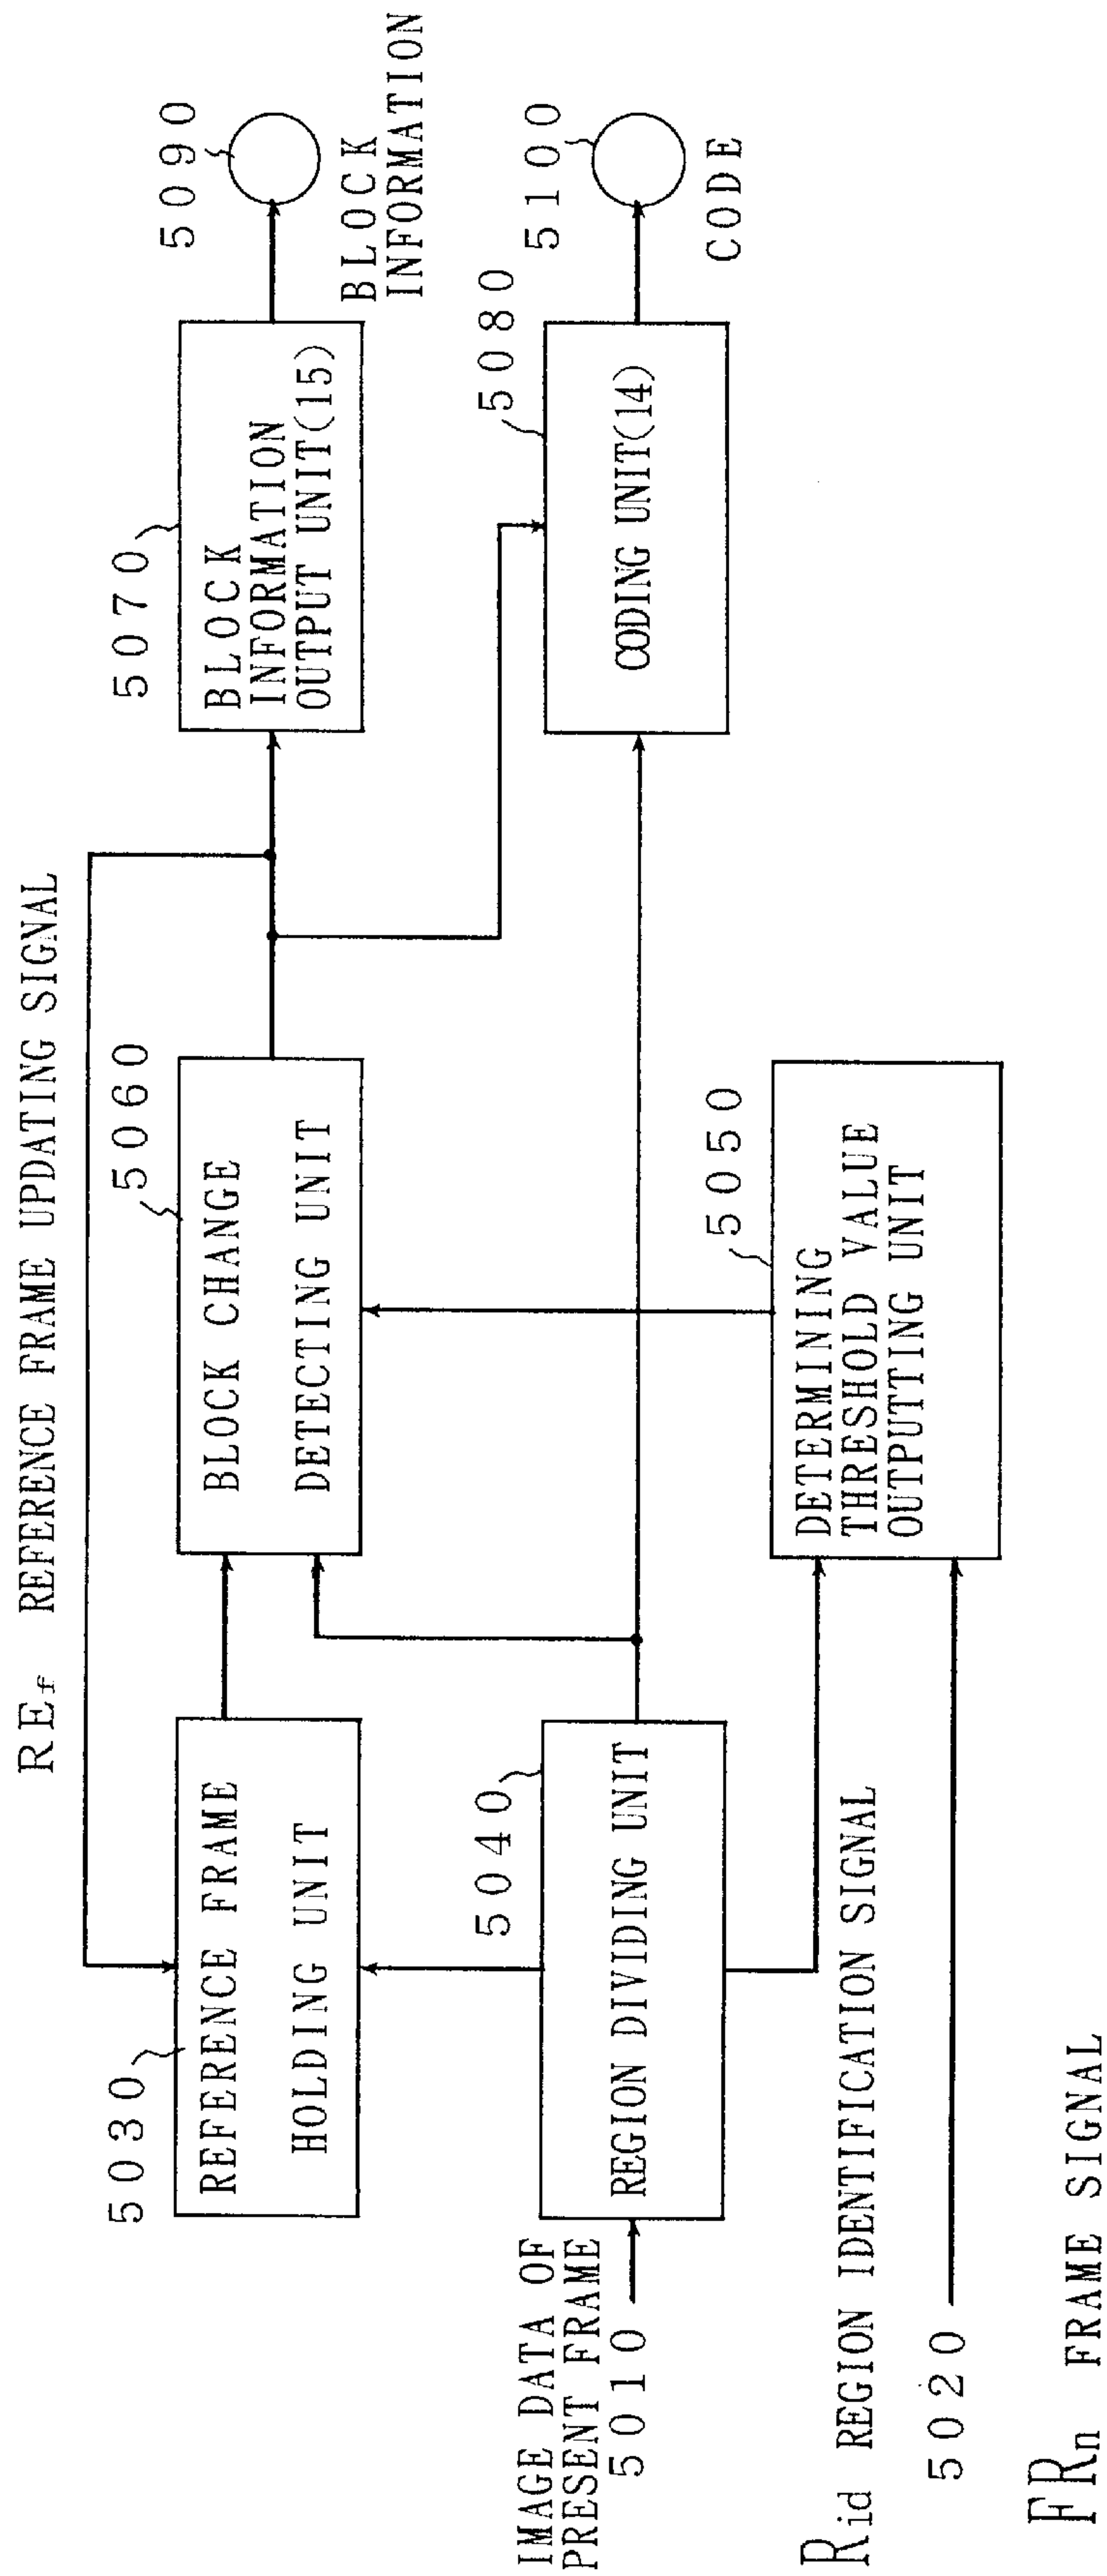 REf REFERENCE FRAME UPDATING SIGNAL
5030
REFERENCE FRAME
HOLDING UNIT
5060
BLOCK CHANGE
DETECTING UNIT
5070
BLOCK
INFORMATION
OUTPUT UNIT(15)
5090
BLOCK
INFORMATION
IMAGE DATA OF
PRESENT FRAME
5010
5040
REGION DIVIDING UNIT
5080
CODING UNIT(14)
5100
CODE
5050
DETERMINING
THRESHOLD VALUE
OUTPUTTING UNIT
Rid REGION IDENTIFICATION SIGNAL
5020
FRn FRAME SIGNAL